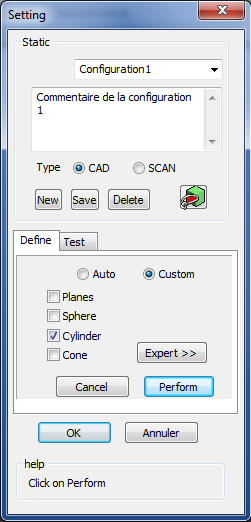 Setting
Static
Configuration1
Commentaire de la configuration
1
Type CAD SCAN
New Save Delete
Define Test
Auto Custom
Planes
Sphere
Cylinder
Cone Expert >>
Cancel Perform
OK Annuler
help
Click on Perform